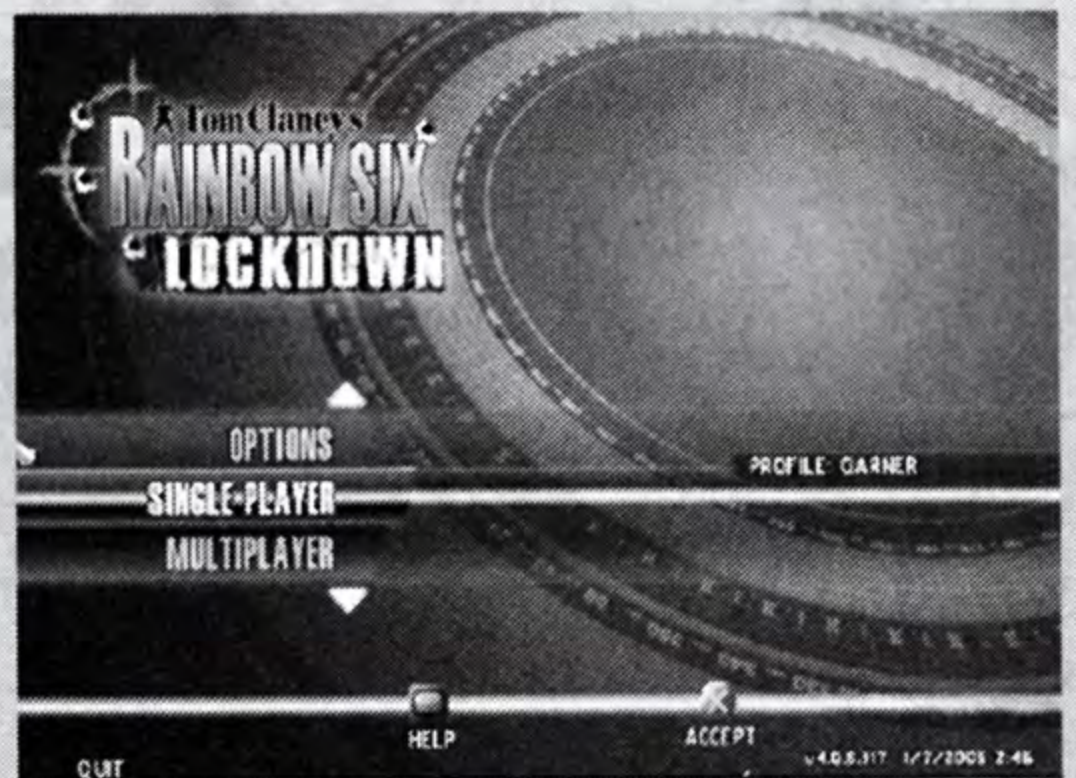 Tom Clancy's
RAINBOW SIX
LOCKDOWN
OPTIONS
PROFILE: GARNER
SINGLE-PLAYER
MULTIPLAYER
HELP
ACCEPT
QUIT